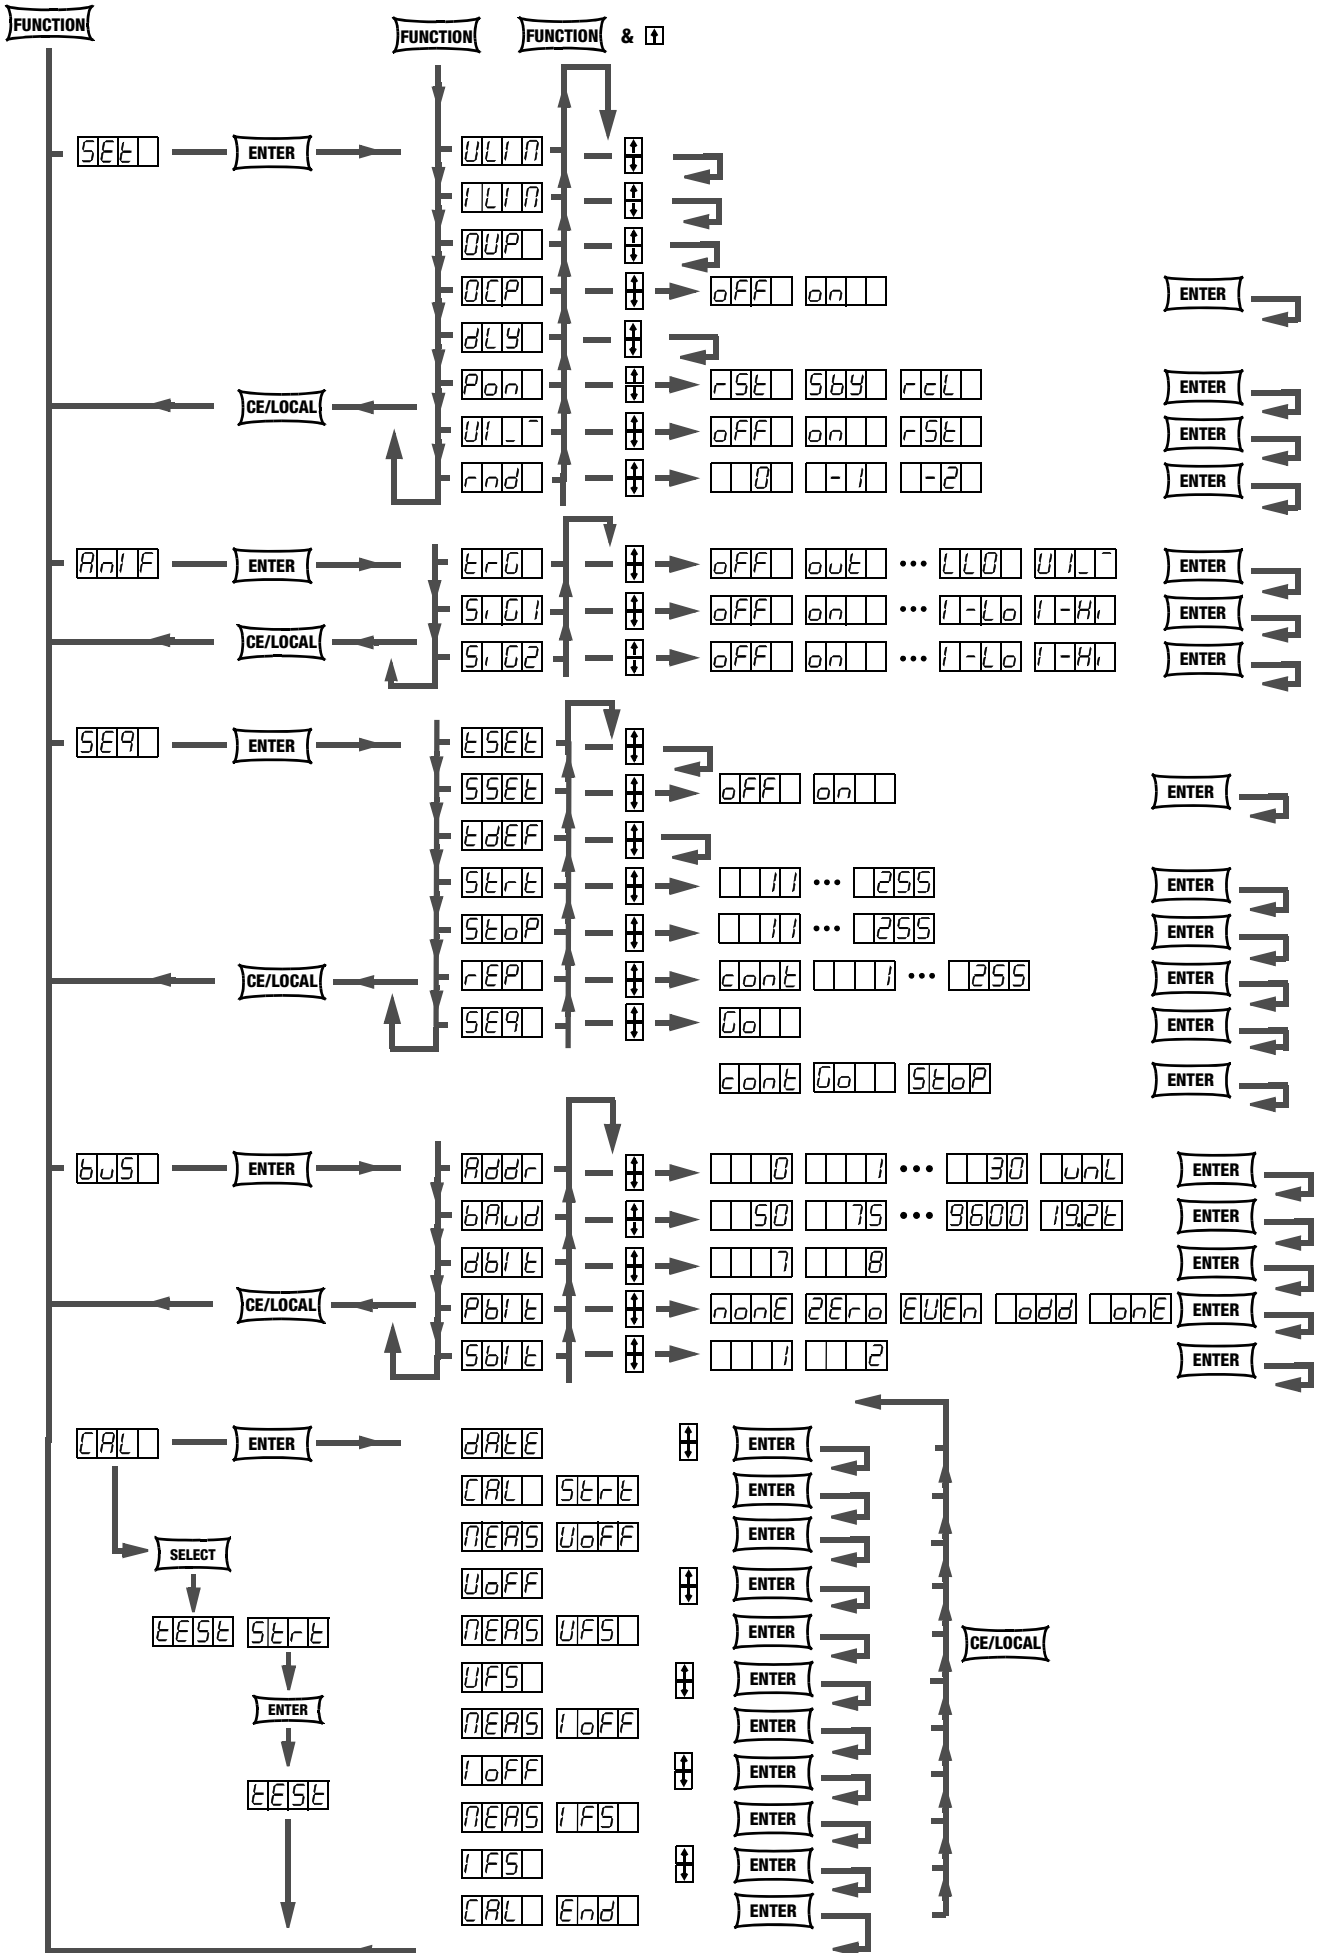 FUNCTION
FUNCTION FUNCTION &
SEt ENTER ULIM
ILIM
OUP
OCP oFF on ENTER
dLY
Pon rSt Sby rcL ENTER
CE/LOCAL
UI_¯ oFF on rSt ENTER
rnd 0 -1 -2 ENTER
AnIF ENTER trG oFF out ... LLO UI_¯ ENTER
SiG1 oFF on ... I-Lo I-Hi ENTER
CE/LOCAL
SiG2 oFF on ... I-Lo I-Hi ENTER
SEq ENTER tSEt
SSEt oFF on ENTER
tdEF
Strt 11 ... 255 ENTER
StoP 11 ... 255 ENTER
CE/LOCAL rEP cont 1 ... 255 ENTER
SEq Go ENTER
cont Go StoP ENTER
buS ENTER Addr 0 1 ... 30 unL ENTER
bAud 50 75 ... 9600 19.2t ENTER
dbIt 7 8 ENTER
CE/LOCAL PbIt nonE ZEro EUEn odd onE ENTER
SbIt 1 2 ENTER
CAL ENTER dAtE ENTER
CAL Strt ENTER
MEAS UoFF ENTER
SELECT
UoFF ENTER
tESt Strt MEAS UFS ENTER CE/LOCAL
UFS ENTER
ENTER
MEAS IoFF ENTER
IoFF ENTER
tESt
MEAS IFS ENTER
IFS ENTER
CAL End ENTER